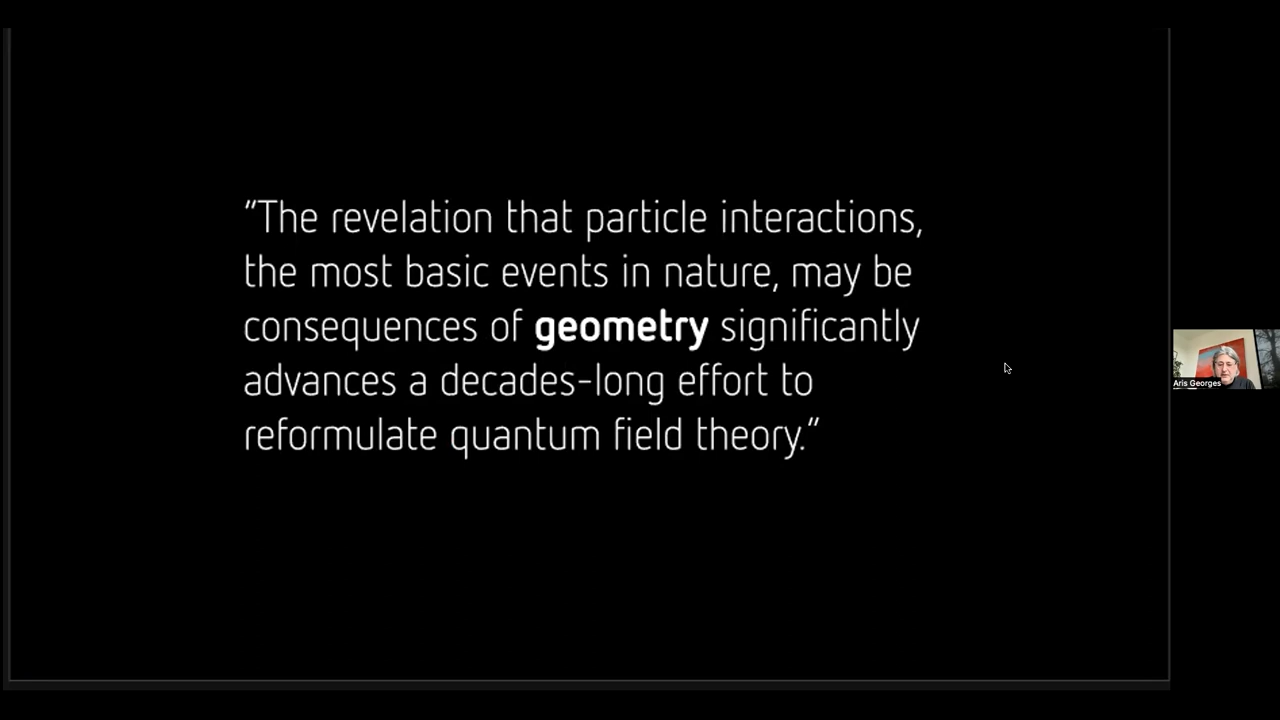 “The revelation that particle interactions,
the most basic events in nature, may be
consequences of geometry significantly
advances a decades-long effort to
reformulate quantum field theory.”
Aris Georges